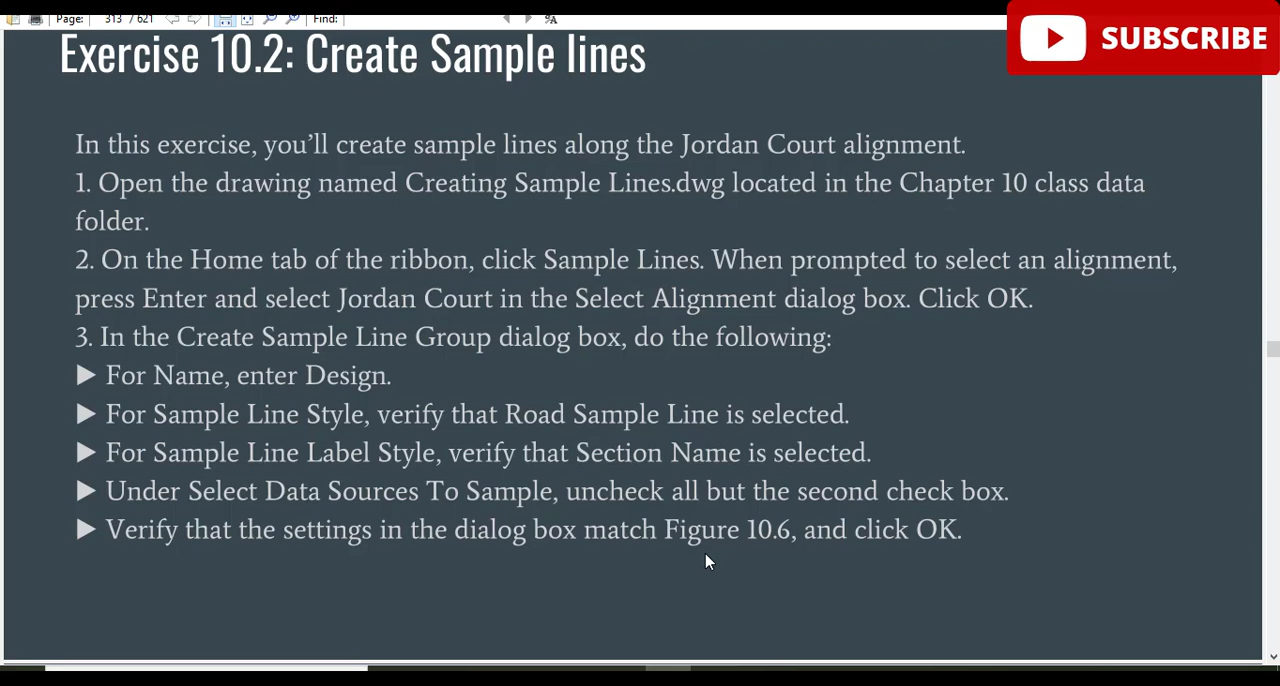 Page: 313 / 621 Find:
SUBSCRIBE
Exercise 10.2: Create Sample lines
In this exercise, you’ll create sample lines along the Jordan Court alignment.
1. Open the drawing named Creating Sample Lines.dwg located in the Chapter 10 class data
folder.
2. On the Home tab of the ribbon, click Sample Lines. When prompted to select an alignment,
press Enter and select Jordan Court in the Select Alignment dialog box. Click OK.
3. In the Create Sample Line Group dialog box, do the following:
▶ For Name, enter Design.
▶ For Sample Line Style, verify that Road Sample Line is selected.
▶ For Sample Line Label Style, verify that Section Name is selected.
▶ Under Select Data Sources To Sample, uncheck all but the second check box.
▶ Verify that the settings in the dialog box match Figure 10.6, and click OK.